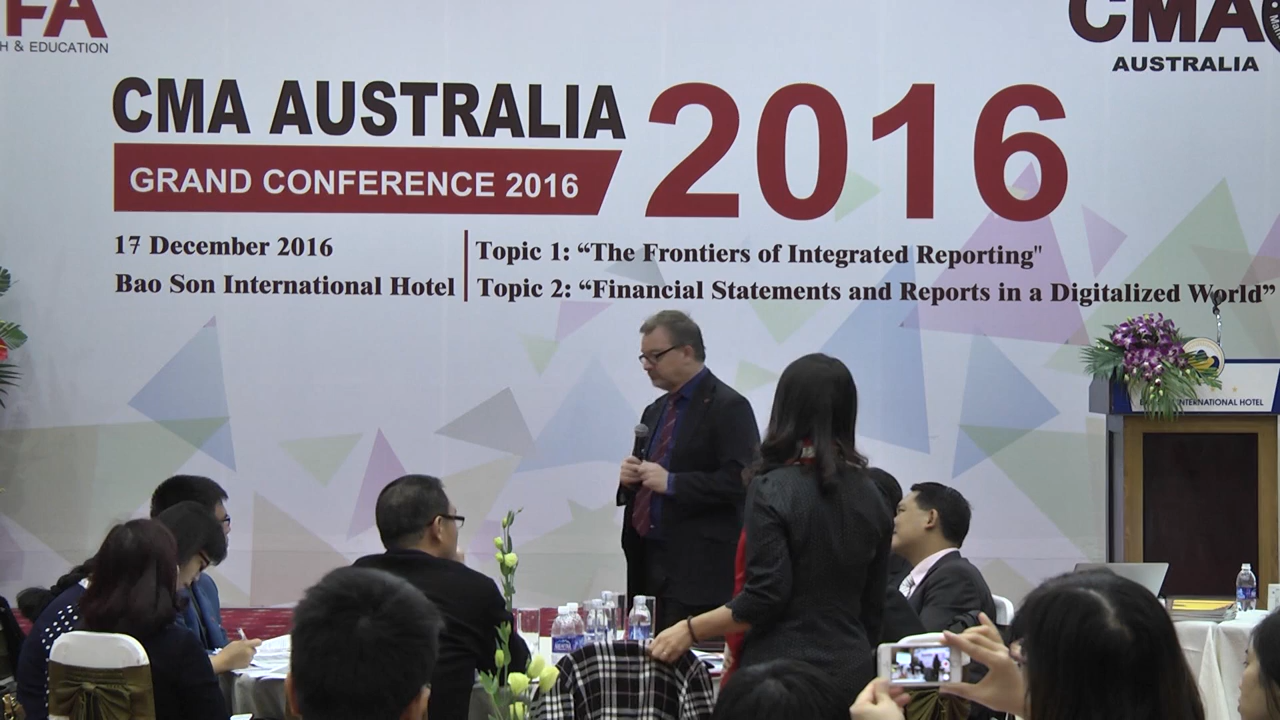 FA
H & EDUCATION
CMA
AUSTRALIA
CMA AUSTRALIA 2016
GRAND CONFERENCE 2016
17 December 2016
Bao Son International Hotel
Topic 1: “The Frontiers of Integrated Reporting"
Topic 2: “Financial Statements and Reports in a Digitalized World”
INTERNATIONAL HOTEL